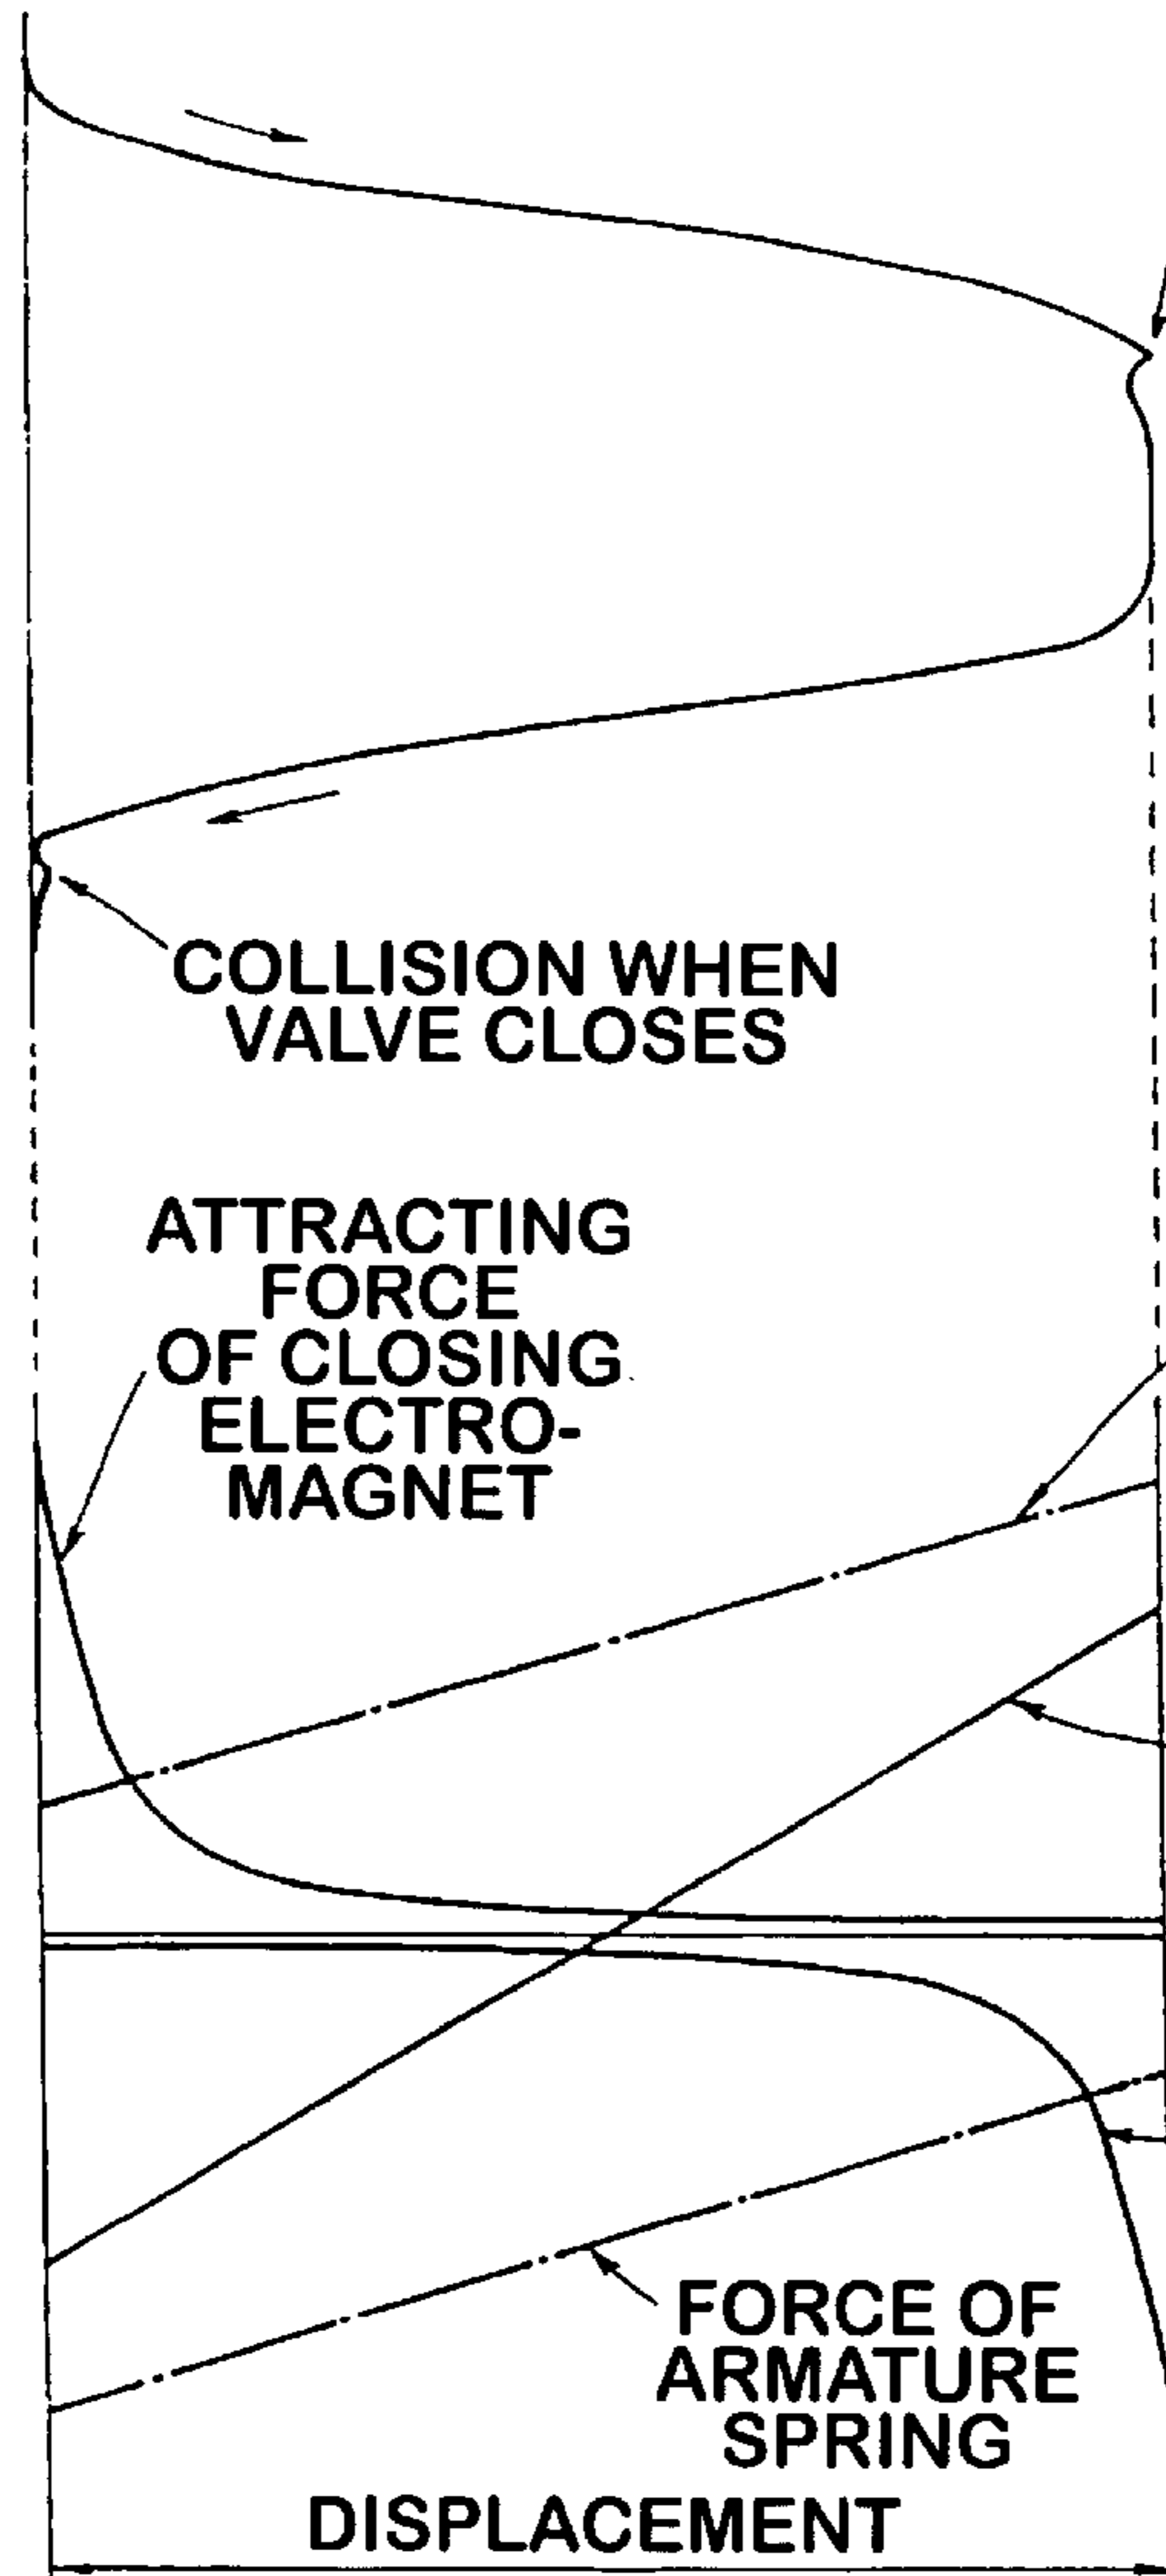 COLLISION WHEN
VALVE CLOSES
ATTRACTING
FORCE
OF CLOSING
ELECTRO-
MAGNET
FORCE OF
ARMATURE
SPRING
DISPLACEMENT